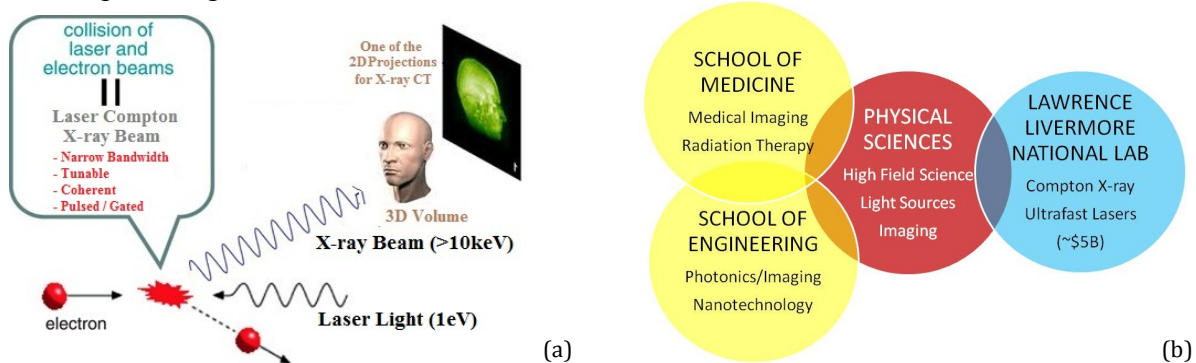 collision of
laser and
electron beams
Laser Compton
X-ray Beam
- Narrow Bandwidth
- Tunable
- Coherent
- Pulsed / Gated
One of the
2D Projections
for X-ray CT
3D Volume
X-ray Beam (>10keV)
electron
Laser Light (1eV)
(a)
SCHOOL OF
MEDICINE
Medical Imaging
Radiation Therapy
SCHOOL OF
ENGINEERING
Photonics/Imaging
Nanotechnology
PHYSICAL
SCIENCES
High Field Science
Light Sources
Imaging
LAWRENCE
LIVERMORE
NATIONAL LAB
Compton X-ray
Ultrafast Lasers
(~$5B)
(b)